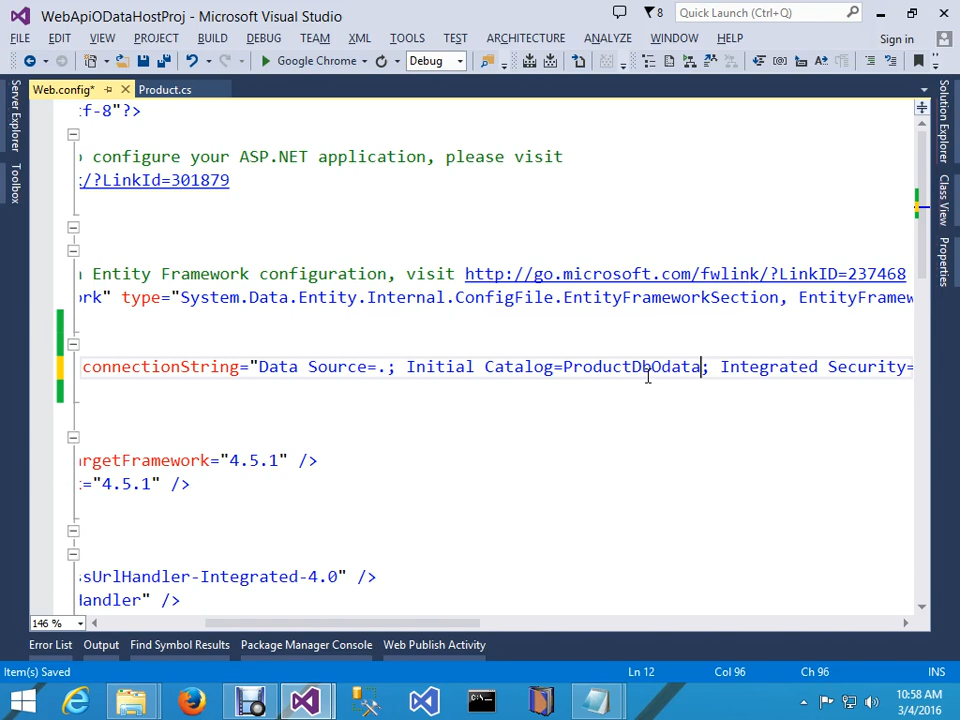 WebApiODataHostProj - Microsoft Visual Studio
8
Quick Launch (Ctrl+Q)
FILE EDIT VIEW PROJECT BUILD DEBUG TEAM XML TOOLS TEST ARCHITECTURE ANALYZE WINDOW HELP
Sign in
Google Chrome
Debug
Web.config*
Product.cs
Server Explorer
Toolbox
Solution Explorer
Class View
Properties
f-8"?>
configure your ASP.NET application, please visit
/?LinkId=301879
Entity Framework configuration, visit http://go.microsoft.com/fwlink/?LinkID=237468
rk" type="System.Data.Entity.Internal.ConfigFile.EntityFrameworkSection, EntityFramew
connectionString="Data Source=.; Initial Catalog=ProductDbOdata; Integrated Security=
argetFramework="4.5.1" />
="4.5.1" />
sUrlHandler-Integrated-4.0" />
Handler" />
146 %
Error List Output Find Symbol Results Package Manager Console Web Publish Activity
Item(s) Saved
Ln 12
Col 96
Ch 96
INS
10:58 AM
3/4/2016